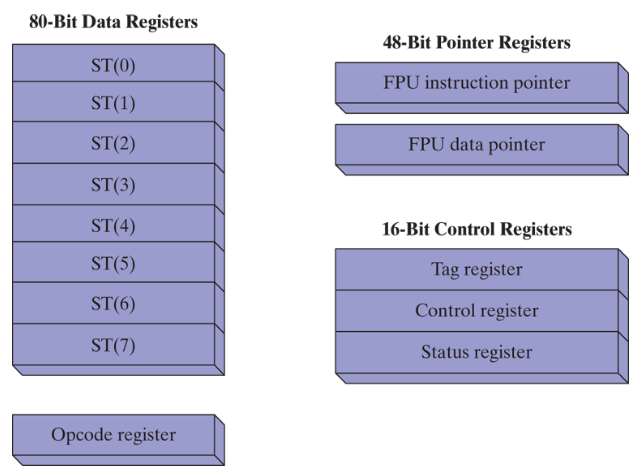 80-Bit Data Registers
ST(0)
ST(1)
ST(2)
ST(3)
ST(4)
ST(5)
ST(6)
ST(7)
Opcode register
48-Bit Pointer Registers
FPU instruction pointer
FPU data pointer
16-Bit Control Registers
Tag register
Control register
Status register